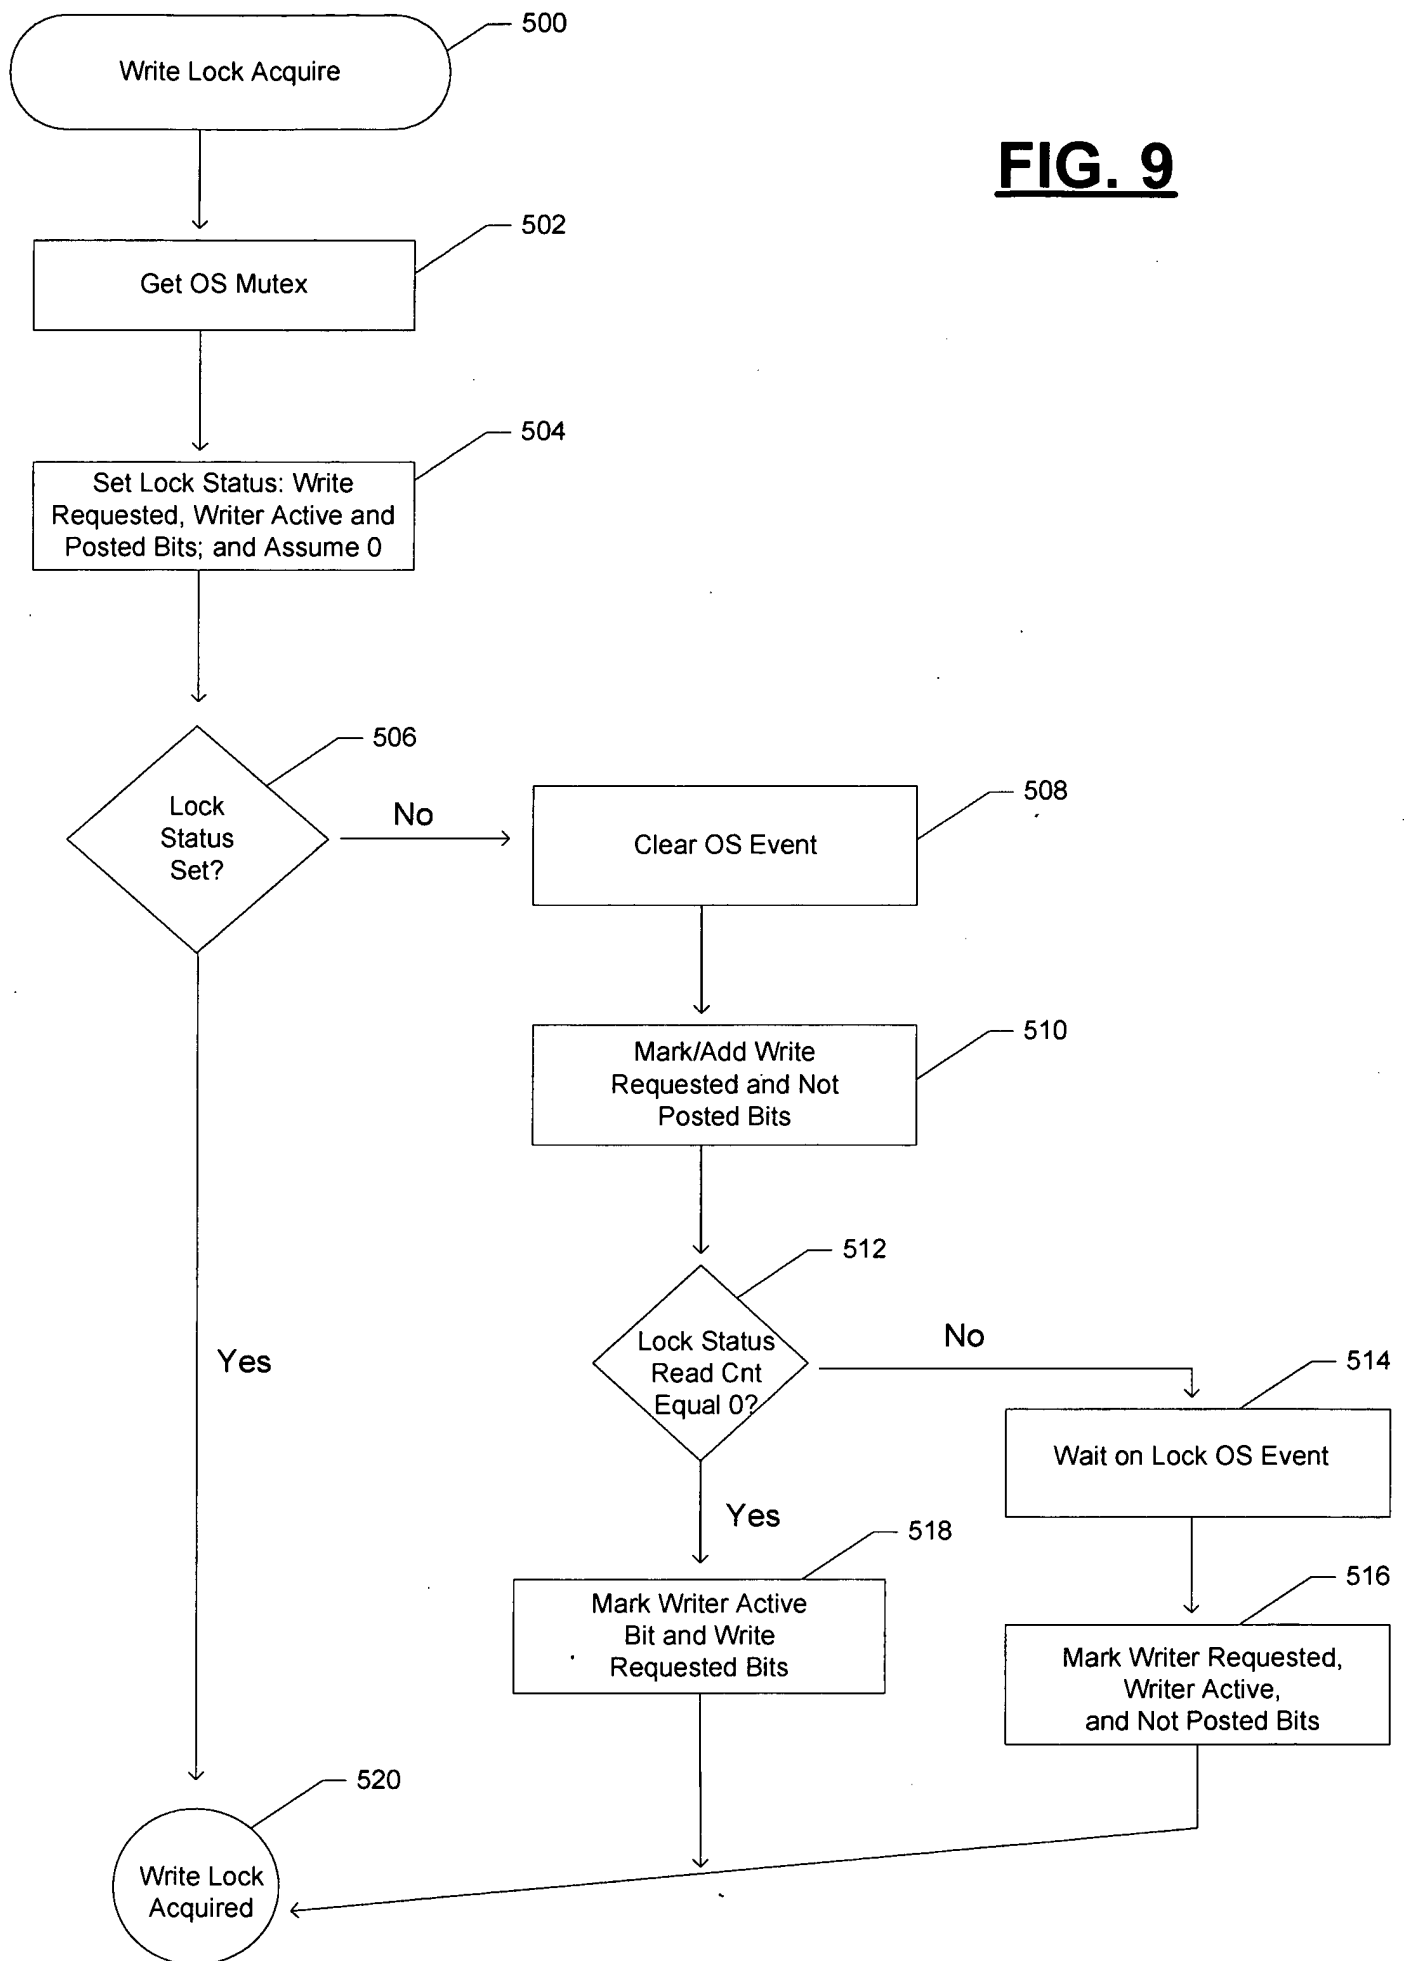 500
Write Lock Acquire
FIG. 9
502
Get OS Mutex
504
Set Lock Status: Write
Requested, Writer Active and
Posted Bits; and Assume 0
506
Lock
Status
Set?
No
508
Clear OS Event
510
Mark/Add Write
Requested and Not
Posted Bits
512
Lock Status
Read Cnt
Equal 0?
No
Yes
514
Wait on Lock OS Event
Yes
518
Mark Writer Active
Bit and Write
Requested Bits
516
Mark Writer Requested,
Writer Active,
and Not Posted Bits
520
Write Lock
Acquired